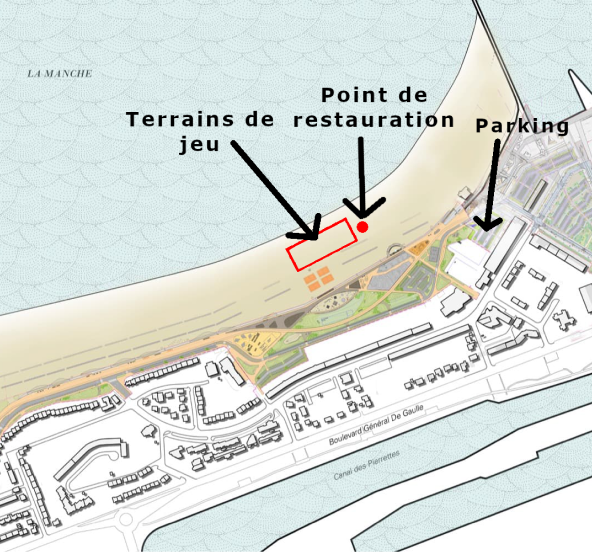 LA MANCHE
Point de
Terrains de restauration Parking
jeu
Boulevard Général De Gaulle
Canal des Pierrettes